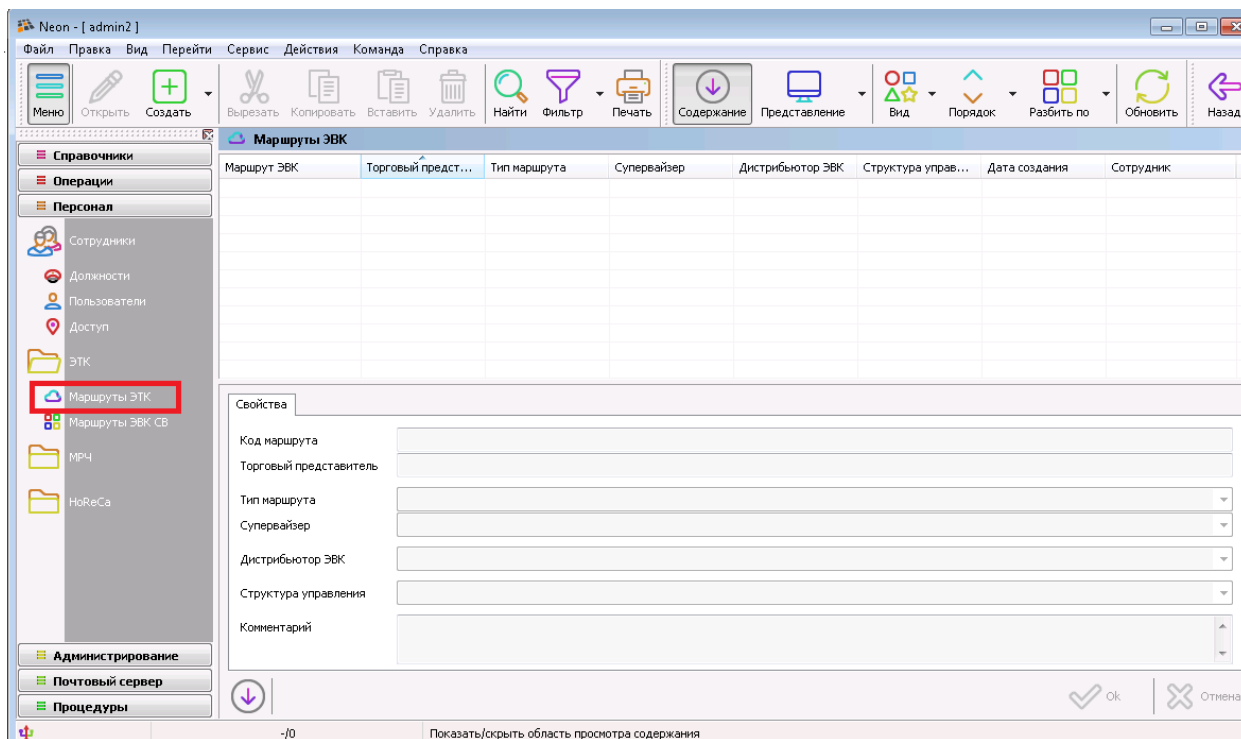 Neon - [ admin2 ]
Файл Правка Вид Перейти Сервис Действия Команда Справка
Меню Открыть Создать Вырезать Копировать Вставить Удалить Найти Фильтр Печать Содержание Представление Вид Порядок Разбить по Обновить Назад
Маршруты ЭВК
Справочники
Операции
Персонал
Сотрудники
Должности
Пользователи
Доступ
ЭТК
Маршруты ЭТК
Маршруты ЭВК СВ
МРЧ
HoReCa
Администрирование
Почтовый сервер
Процедуры
Маршрут ЭВК Торговый предст... Тип маршрута Супервайзер Дистрибьютор ЭВК Структура управ... Дата создания Сотрудник
Свойства
Код маршрута
Торговый представитель
Тип маршрута
Супервайзер
Дистрибьютор ЭВК
Структура управления
Комментарий
Ok Отмена
-/0 Показать/скрыть область просмотра содержания